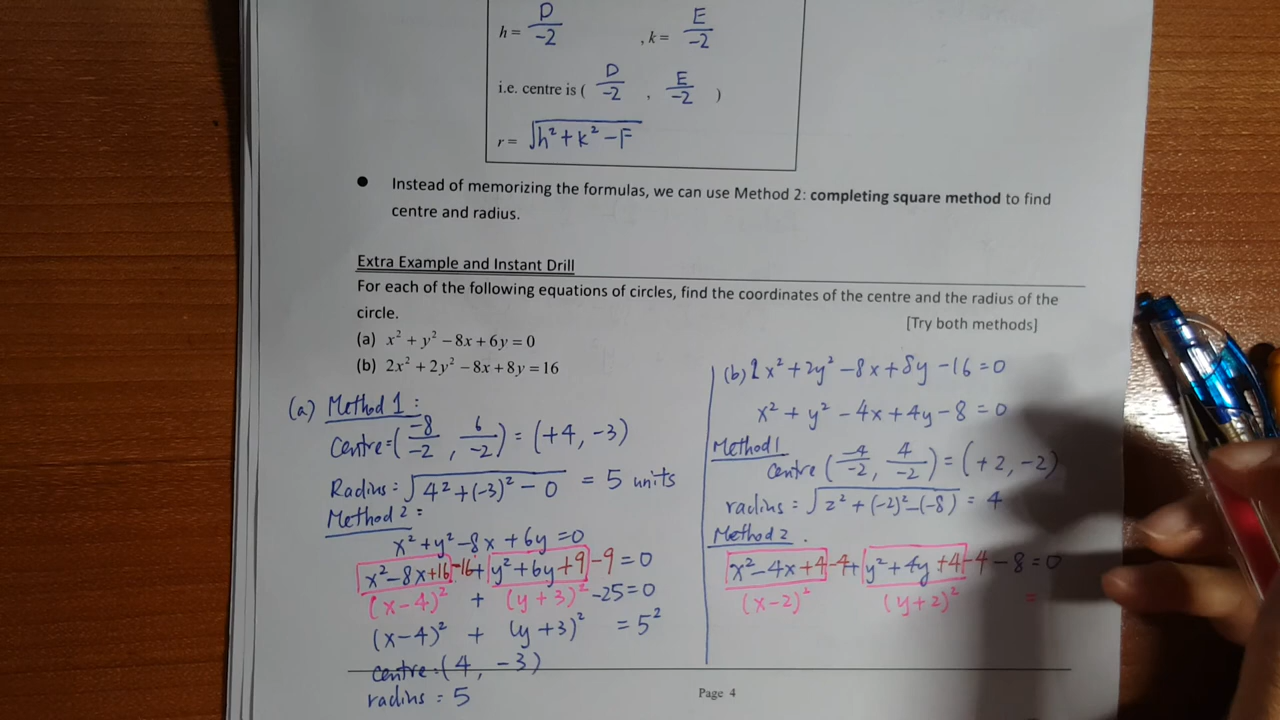 h = D/-2 , k = E/-2
i.e. centre is ( D/-2 , E/-2 )
r = √(h² + k² - F)
● Instead of memorizing the formulas, we can use Method 2: completing square method to find
centre and radius.
Extra Example and Instant Drill
For each of the following equations of circles, find the coordinates of the centre and the radius of the
circle.
[Try both methods]
(a) x² + y² − 8x + 6y = 0
(b) 2x² + 2y² − 8x + 8y = 16
(a) Method 1 :
Centre = (-8/-2 , 6/-2) = (+4, -3)
Radius : √(4² + (-3)² - 0) = 5 units
Method 2 :
x² + y² - 8x + 6y = 0
x² - 8x + 16 - 16 + y² + 6y + 9 - 9 = 0
(x-4)² + (y+3)² - 25 = 0
(x-4)² + (y+3)² = 5²
centre : (4, -3)
radius = 5
(b) 2x² + 2y² - 8x + 8y - 16 = 0
x² + y² - 4x + 4y - 8 = 0
Method 1
centre (-4/-2 , 4/-2) = (+2, -2)
radius = √(2² + (-2)² - (-8)) = 4
Method 2 .
x² - 4x + 4 - 4 + y² + 4y + 4 - 4 - 8 = 0
(x-2)² (y+2)² =
Page 4